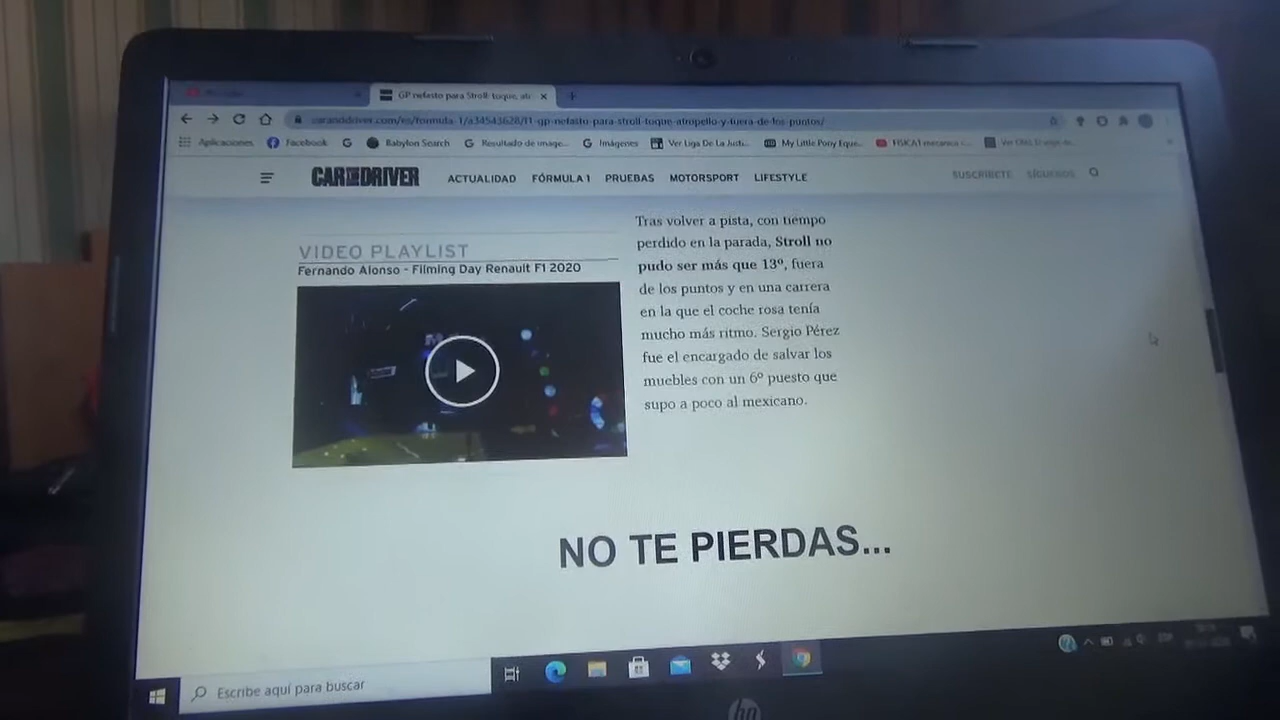 GP nefasto para Stroll: toque, atr
caranddriver.com/es/formula-1/a34543628/f1-gp-nefasto-para-stroll-toque-atropello-y-fuera-de-los-puntos/
Aplicaciones Facebook Babylon Search Resultado de image... Imágenes Ver Liga De La Justi... My Little Pony Eque...
CAR AND DRIVER ACTUALIDAD FÓRMULA 1 PRUEBAS MOTORSPORT LIFESTYLE SUSCRÍBETE SÍGUENOS
VIDEO PLAYLIST
Fernando Alonso - Filming Day Renault F1 2020
Tras volver a pista, con tiempo
perdido en la parada, Stroll no
pudo ser más que 13º, fuera
de los puntos y en una carrera
en la que el coche rosa tenía
mucho más ritmo. Sergio Pérez
fue el encargado de salvar los
muebles con un 6º puesto que
supo a poco al mexicano.
NO TE PIERDAS...
Escribe aquí para buscar
hp